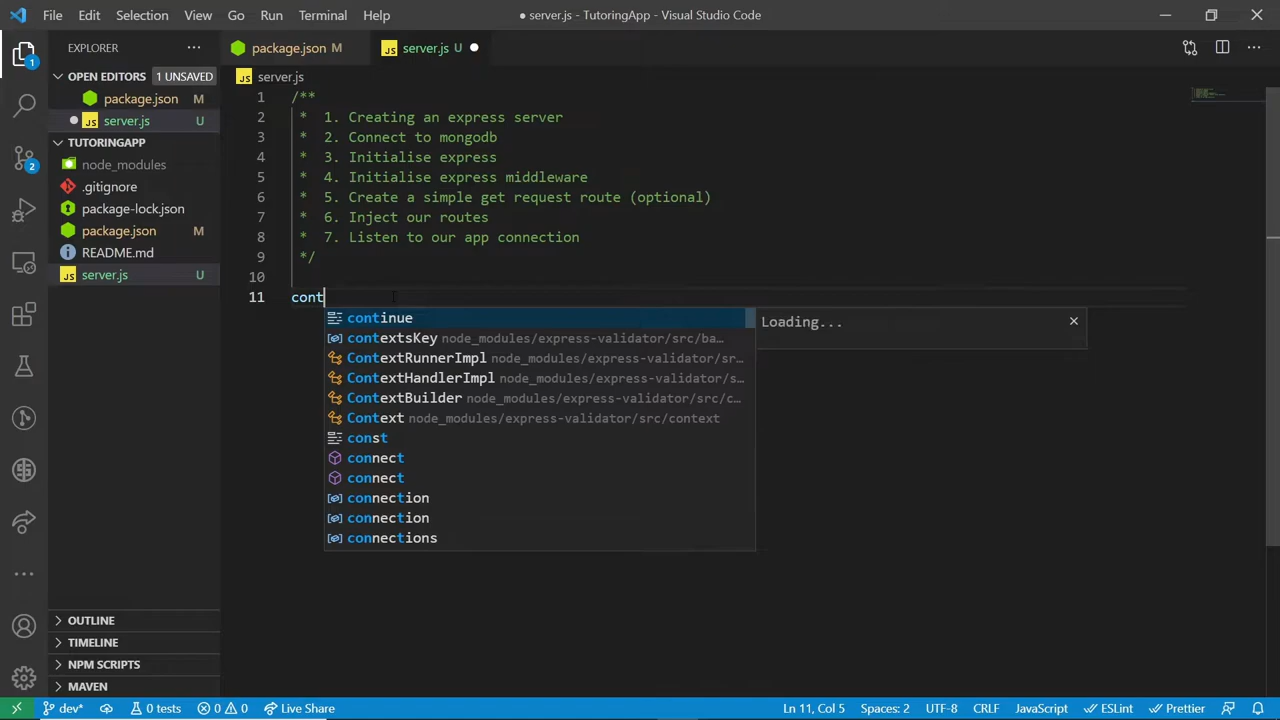 File Edit Selection View Go Run Terminal Help
● server.js - TutoringApp - Visual Studio Code
EXPLORER
OPEN EDITORS 1 UNSAVED
package.json M
server.js U
TUTORINGAPP
node_modules
.gitignore
package-lock.json
package.json M
README.md
server.js U
OUTLINE
TIMELINE
NPM SCRIPTS
MAVEN
1
2
package.json M
JS server.js U
JS server.js
1 /**
2 * 1. Creating an express server
3 * 2. Connect to mongodb
4 * 3. Initialise express
5 * 4. Initialise express middleware
6 * 5. Create a simple get request route (optional)
7 * 6. Inject our routes
8 * 7. Listen to our app connection
9 */
10
11 cont
continue
contextsKey node_modules/express-validator/src/ba…
ContextRunnerImpl node_modules/express-validator/sr…
ContextHandlerImpl node_modules/express-validator/s…
ContextBuilder node_modules/express-validator/src/c…
Context node_modules/express-validator/src/context
const
connect
connect
connection
connection
connections
Loading...
dev* 0 tests 0 0 Live Share
Ln 11, Col 5 Spaces: 2 UTF-8 CRLF JavaScript ESLint Prettier